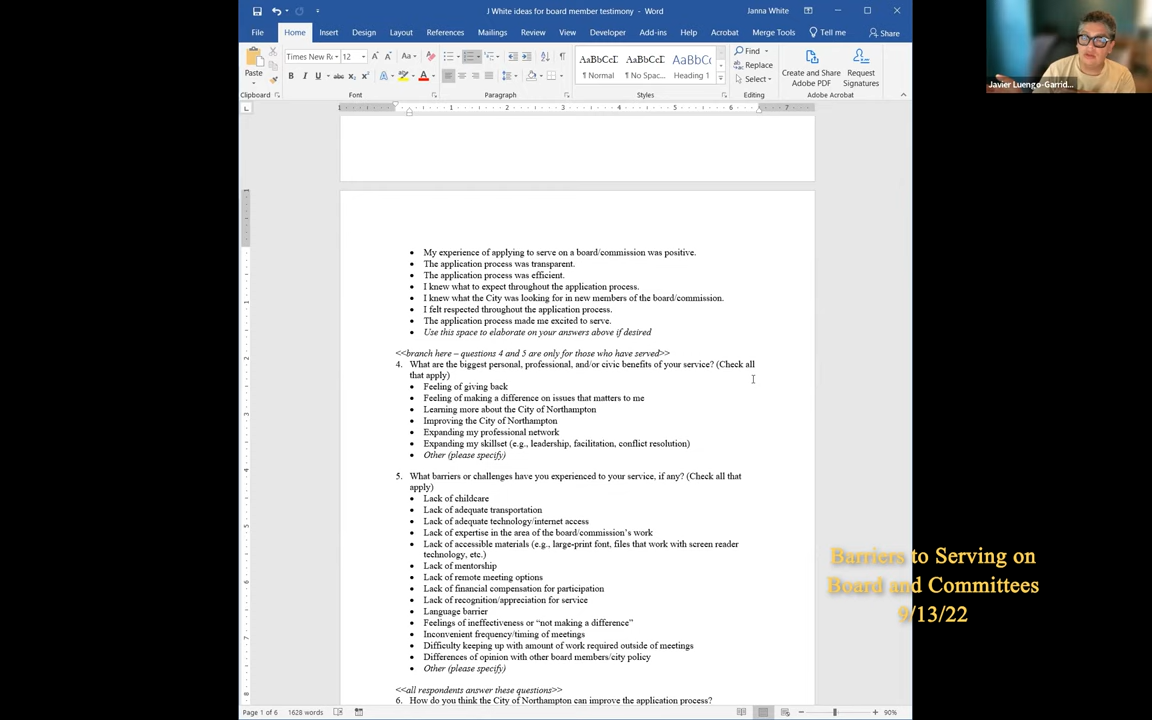 J White ideas for board member testimony - Word
Janna White
File Home Insert Design Layout References Mailings Review View Developer Add-ins Help Acrobat Merge Tools Tell me Share
Times New Ro 12
Paste
B I U abc X₂ X²
AaBbCcI AaBbCcI AaBbC
¶ Normal ¶ No Spac... Heading 1
Find
Replace
Select
Create and Share
Adobe PDF
Request
Signatures
Clipboard Font Paragraph Styles Editing Adobe Acrobat
Javier Luengo-Garrid...
1 1 2 3 4 5 6 7
• My experience of applying to serve on a board/commission was positive.
• The application process was transparent.
• The application process was efficient.
• I knew what to expect throughout the application process.
• I knew what the City was looking for in new members of the board/commission.
• I felt respected throughout the application process.
• The application process made me excited to serve.
• Use this space to elaborate on your answers above if desired
<<branch here – questions 4 and 5 are only for those who have served>>
4. What are the biggest personal, professional, and/or civic benefits of your service? (Check all
that apply)
• Feeling of giving back
• Feeling of making a difference on issues that matters to me
• Learning more about the City of Northampton
• Improving the City of Northampton
• Expanding my professional network
• Expanding my skillset (e.g., leadership, facilitation, conflict resolution)
• Other (please specify)
5. What barriers or challenges have you experienced to your service, if any? (Check all that
apply)
• Lack of childcare
• Lack of adequate transportation
• Lack of adequate technology/internet access
• Lack of expertise in the area of the board/commission’s work
• Lack of accessible materials (e.g., large-print font, files that work with screen reader
technology, etc.)
• Lack of mentorship
• Lack of remote meeting options
• Lack of financial compensation for participation
• Lack of recognition/appreciation for service
• Language barrier
• Feelings of ineffectiveness or “not making a difference”
• Inconvenient frequency/timing of meetings
• Difficulty keeping up with amount of work required outside of meetings
• Differences of opinion with other board members/city policy
• Other (please specify)
<<all respondents answer these questions>>
6. How do you think the City of Northampton can improve the application process?
Barriers to Serving on
Board and Committees
9/13/22
Page 1 of 6 1628 words 90%